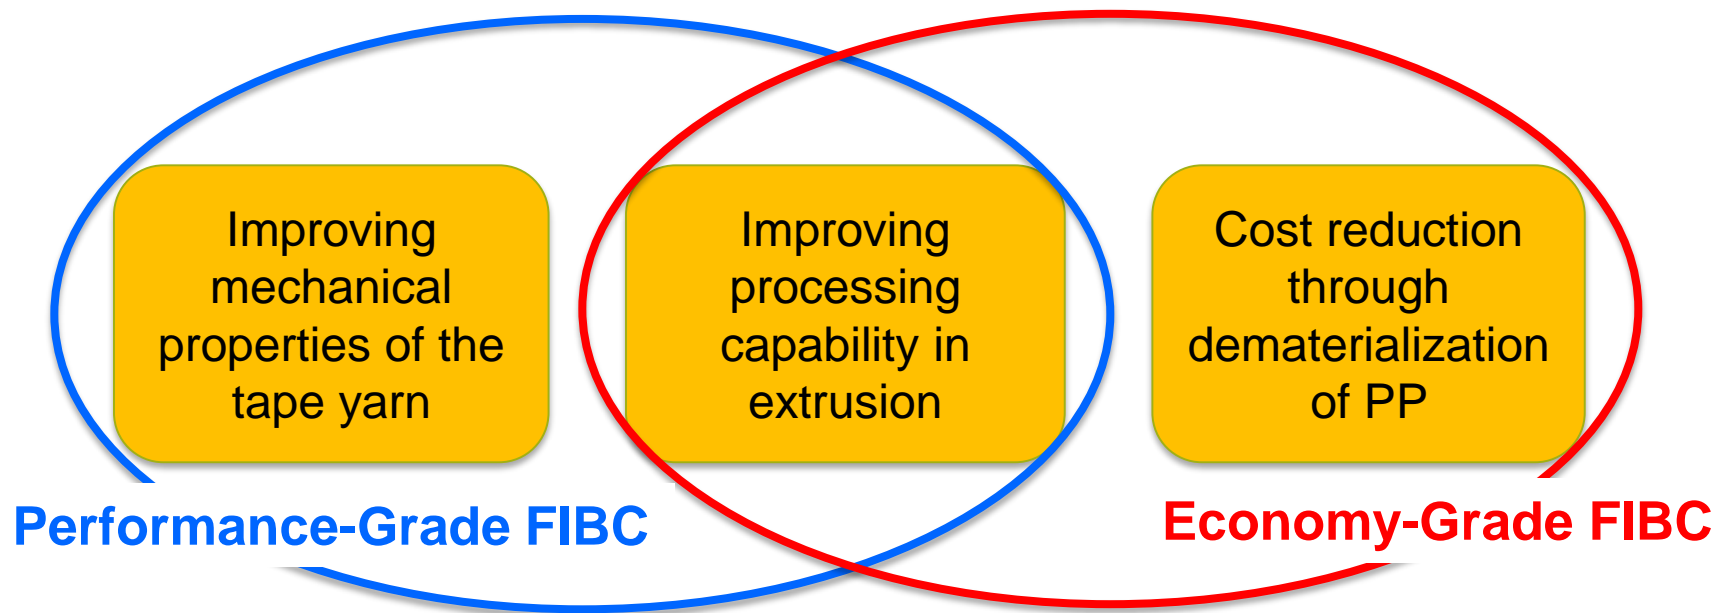 Improving
mechanical
properties of the
tape yarn
Improving
processing
capability in
extrusion
Cost reduction
through
dematerialization
of PP
Performance-Grade FIBC
Economy-Grade FIBC